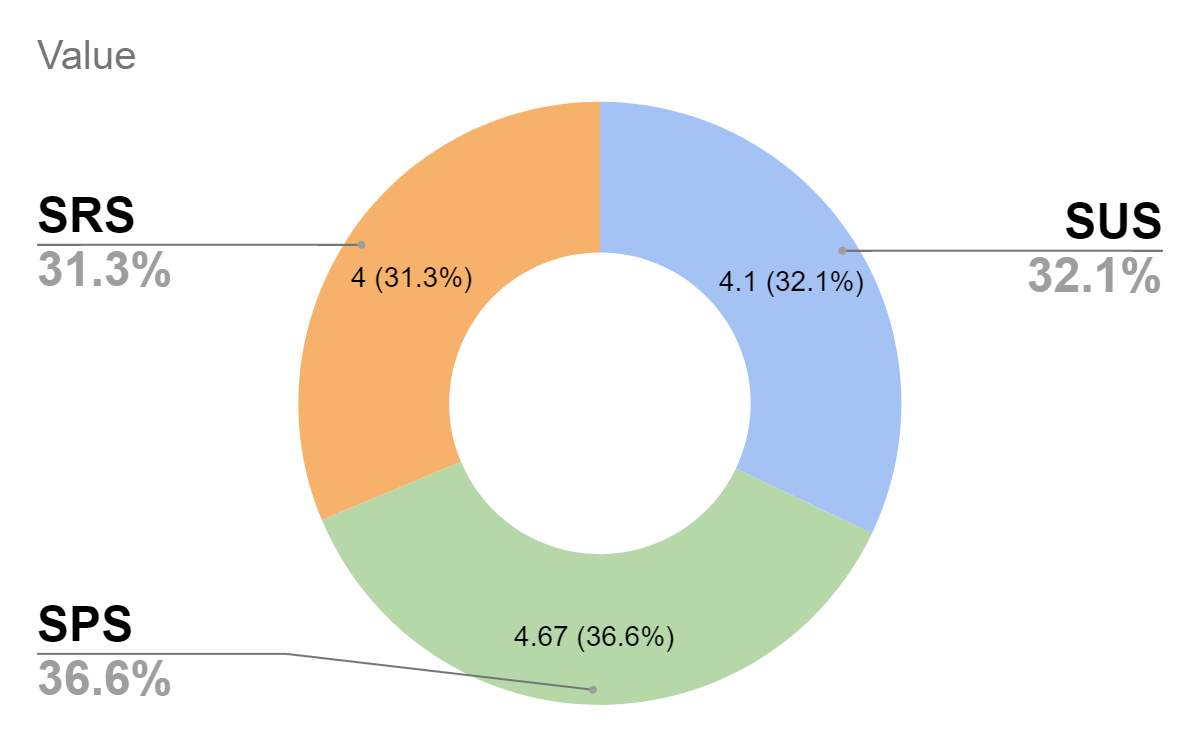 Value
SRS
31.3%
4 (31.3%)
SUS
32.1%
4.1 (32.1%)
SPS
36.6%
4.67 (36.6%)